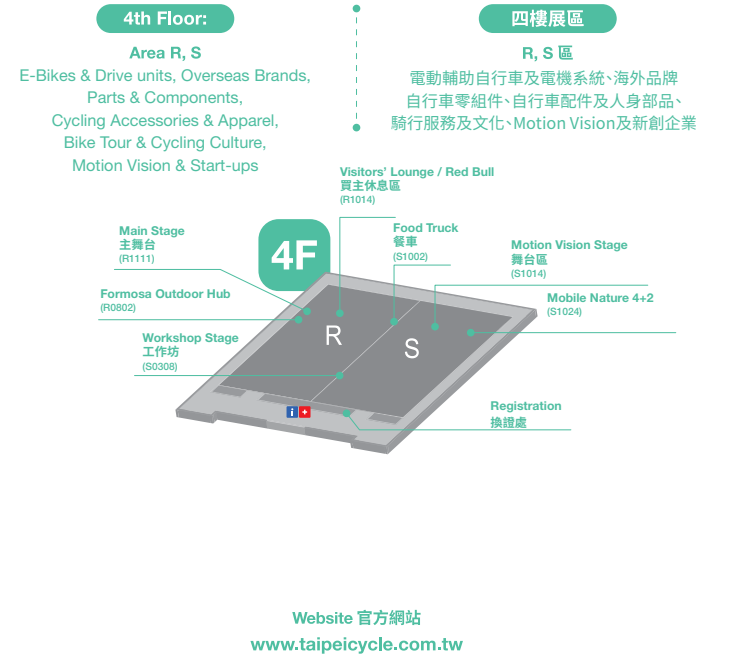 4th Floor:
Area R, S
E-Bikes & Drive units, Overseas Brands,
Parts & Components,
Cycling Accessories & Apparel,
Bike Tour & Cycling Culture,
Motion Vision & Start-ups
四樓展區
R, S 區
電動輔助自行車及電機系統、海外品牌
自行車零組件、自行車配件及人身部品、
騎行服務及文化、Motion Vision及新創企業
Visitors' Lounge / Red Bull
買主休息區
(R1014)
Main Stage
主舞台
(R1111)
4F
Food Truck
餐車
(S1002)
Motion Vision Stage
舞台區
(S1014)
Formosa Outdoor Hub
(R0802)
Mobile Nature 4+2
(S1024)
Workshop Stage
工作坊
(S0308)
R
S
i
Registration
換證處
Website 官方網站
www.taipeicycle.com.tw